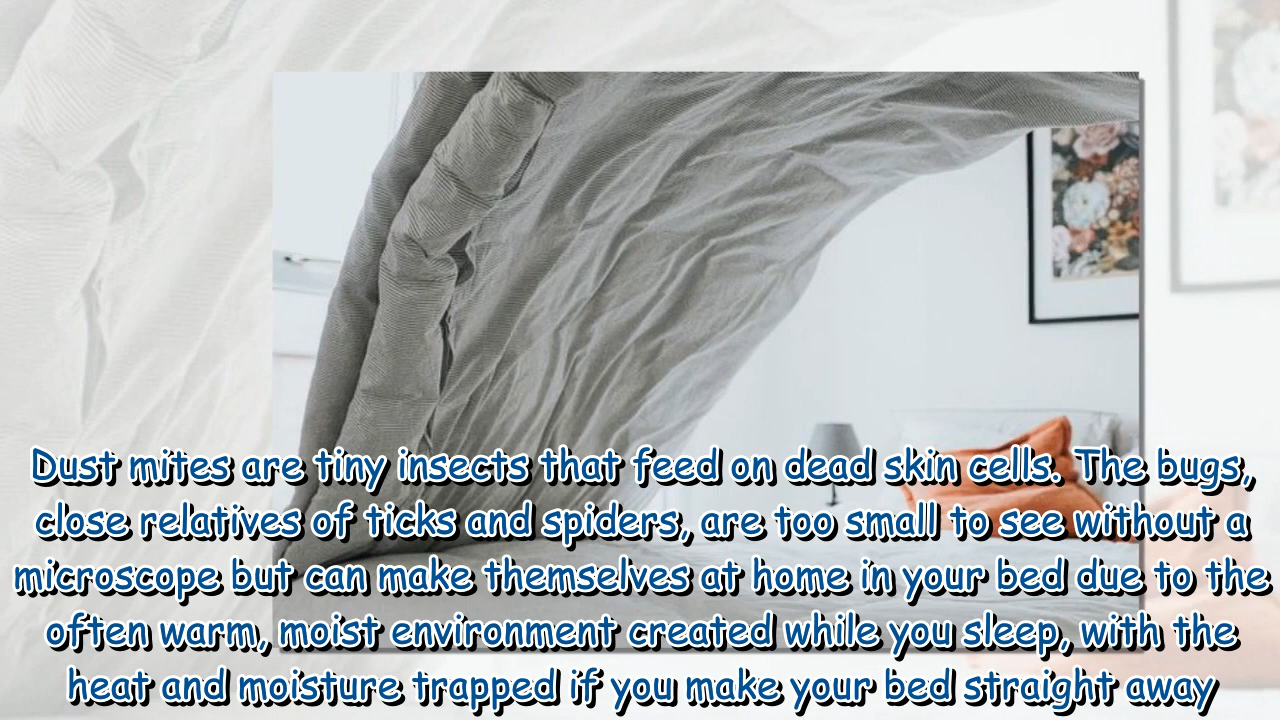 Dust mites are tiny insects that feed on dead skin cells. The bugs,
close relatives of ticks and spiders, are too small to see without a
microscope but can make themselves at home in your bed due to the
often warm, moist environment created while you sleep, with the
heat and moisture trapped if you make your bed straight away